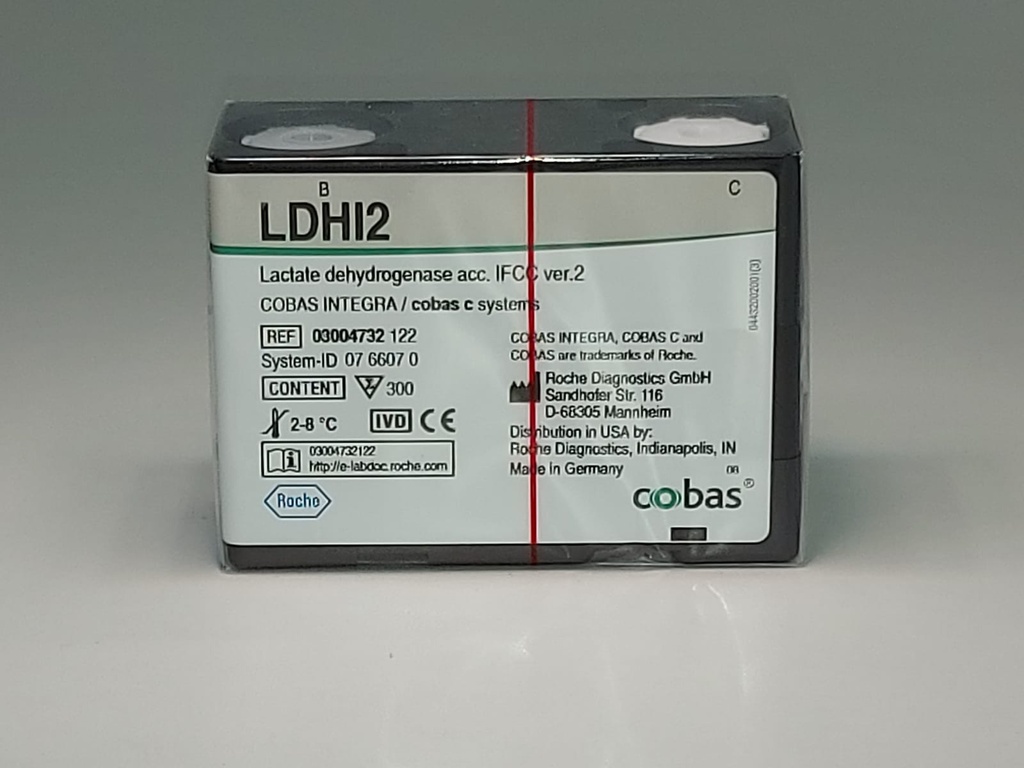 B
C
LDHI2
Lactate dehydrogenase acc. IFCC ver.2
COBAS INTEGRA / cobas c systems
REF 03004732 122
System-ID 07 6607 0
CONTENT 300
2-8 °C IVD CE
03004732122
http://e-labdoc.roche.com
Roche
COBAS INTEGRA, COBAS C and
COBAS are trademarks of Roche.
Roche Diagnostics GmbH
Sandhofer Str. 116
D-68305 Mannheim
Distribution in USA by:
Roche Diagnostics, Indianapolis, IN
Made in Germany
cobas®